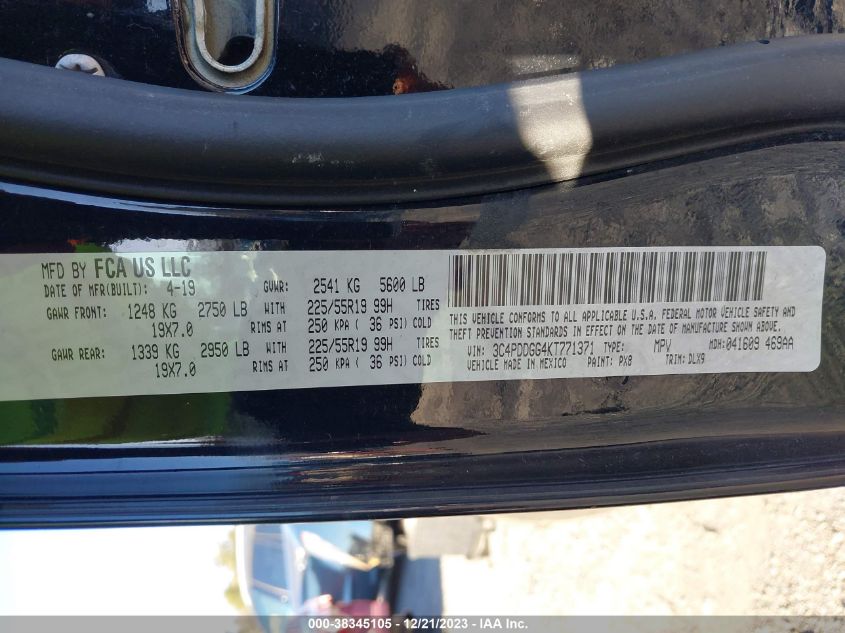 MFD BY FCA US LLC
DATE OF MFR(BUILT): 4-19 GVWR: 2541 KG 5600 LB
GAWR FRONT: 1248 KG 2750 LB WITH 225/55R19 99H TIRES
19X7.0 RIMS AT 250 KPA ( 36 PSI) COLD
GAWR REAR: 1339 KG 2950 LB WITH 225/55R19 99H TIRES
19X7.0 RIMS AT 250 KPA ( 36 PSI) COLD
THIS VEHICLE CONFORMS TO ALL APPLICABLE U.S.A. FEDERAL MOTOR VEHICLE SAFETY AND
THEFT PREVENTION STANDARDS IN EFFECT ON THE DATE OF MANUFACTURE SHOWN ABOVE.
VIN: 3C4PDDGG4KT771371 TYPE: MPV MDH: 041609 469AA
VEHICLE MADE IN MEXICO PAINT: PX8 TRIM: DLX9
000-38345105 - 12/21/2023 - IAA Inc.